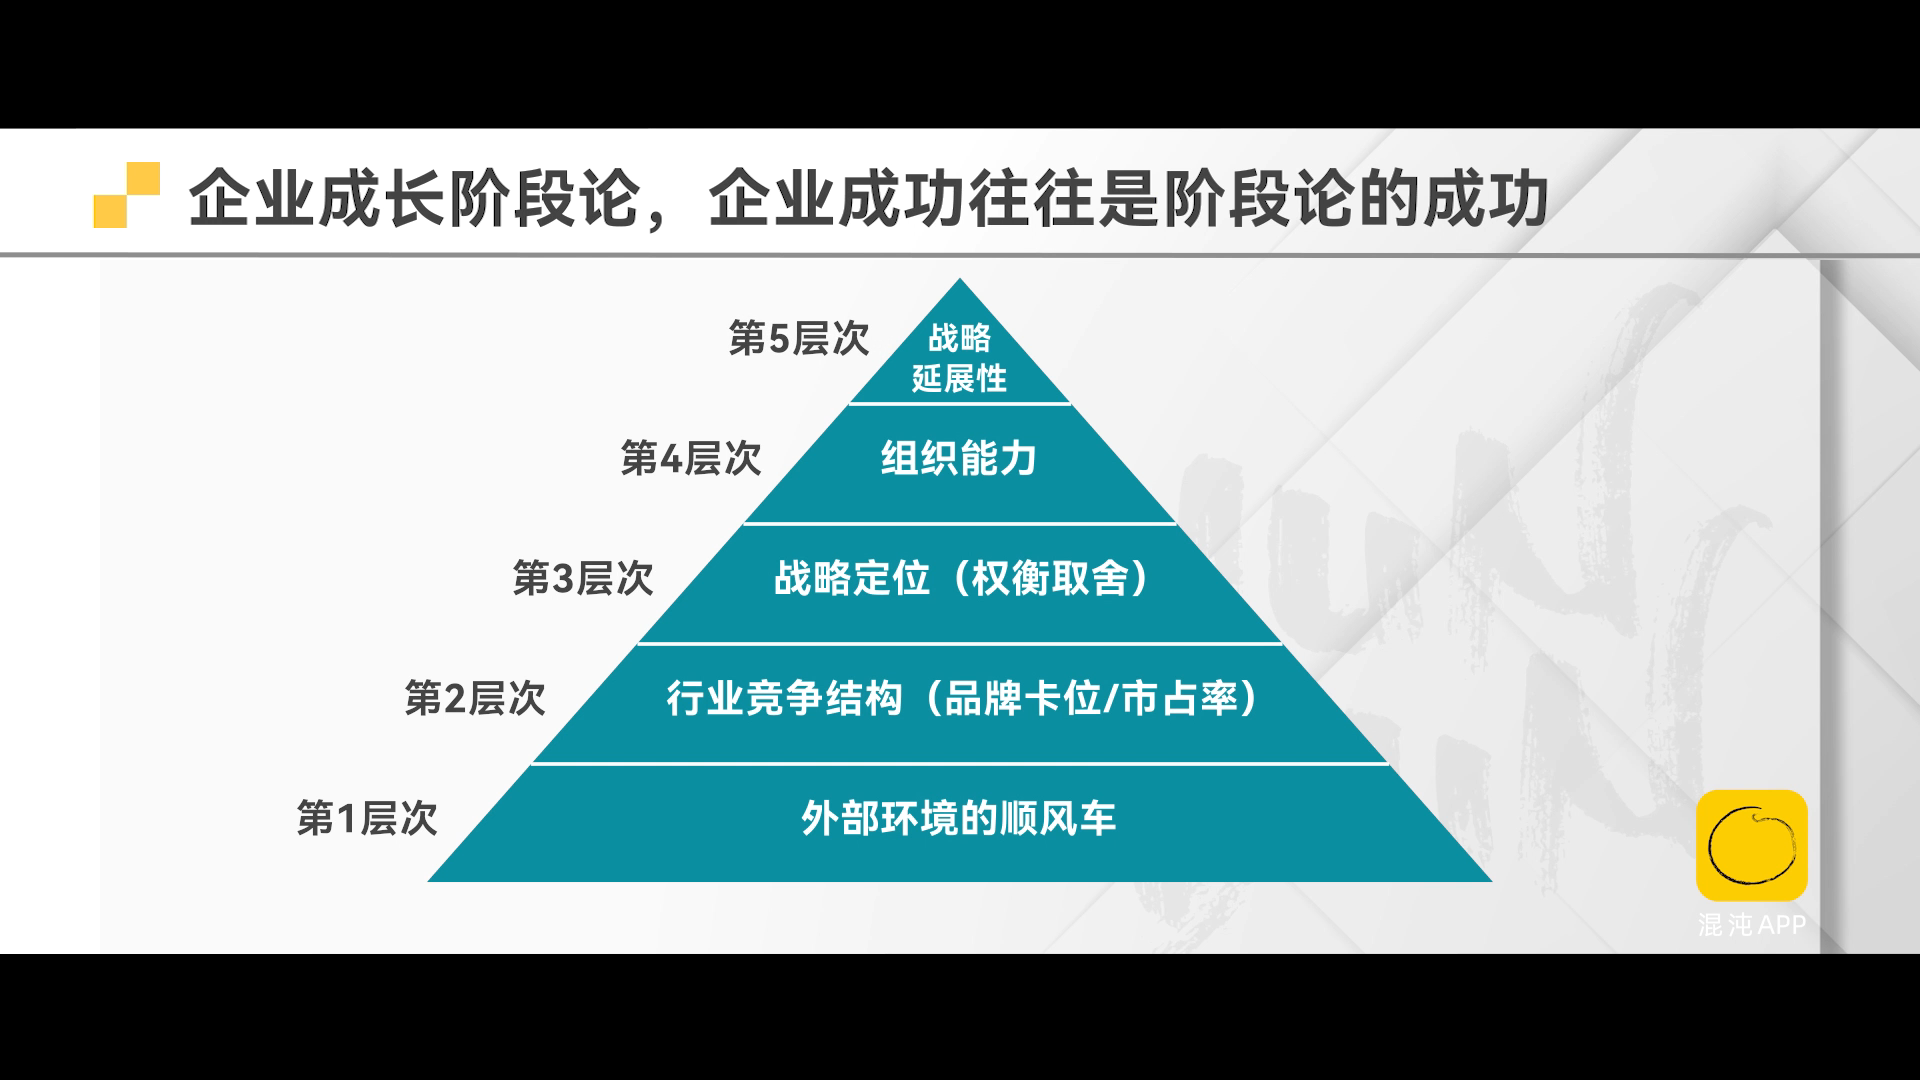 企业成长阶段论，企业成功往往是阶段论的成功
第5层次
战略
延展性
第4层次
组织能力
第3层次
战略定位（权衡取舍）
第2层次
行业竞争结构（品牌卡位/市占率）
第1层次
外部环境的顺风车
混沌APP